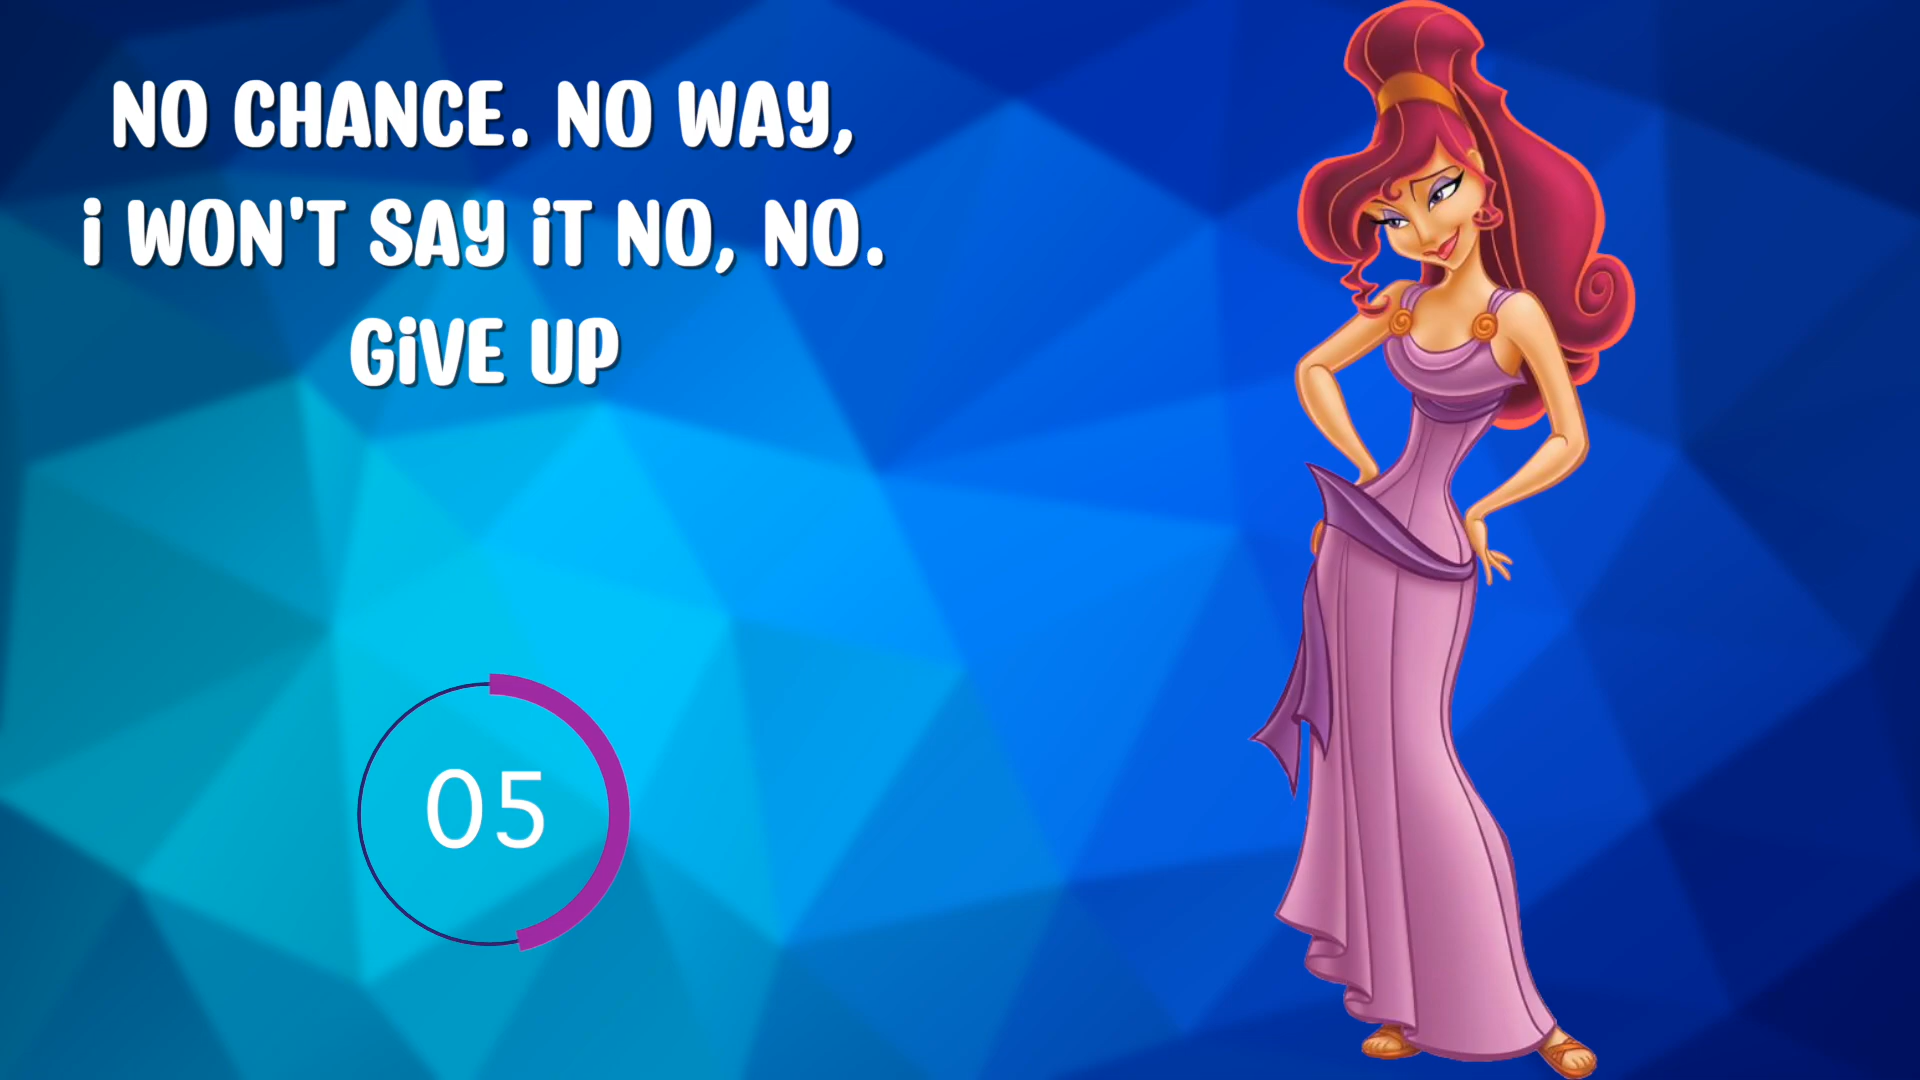 NO CHANCE. NO WAY,
i WON'T SAY iT NO, NO.
GiVE UP
05